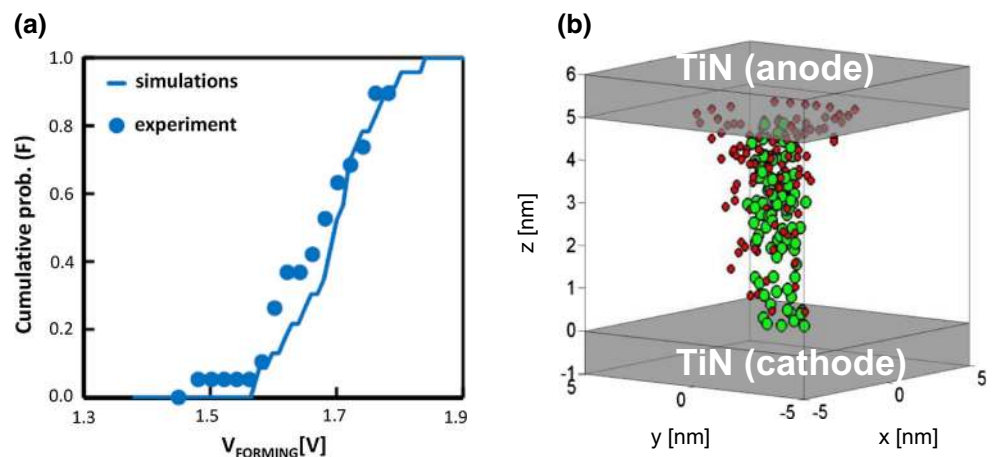 (a)
Cumulative prob. (F)
1.0
0.8
0.6
0.4
0.2
0.0
simulations
experiment
1.3
1.5
1.7
1.9
VFORMING[V]
(b)
TiN (anode)
z [nm]
6
5
4
3
2
1
0
-1
TiN (cathode)
5
0
-5
y [nm]
-5
0
5
x [nm]